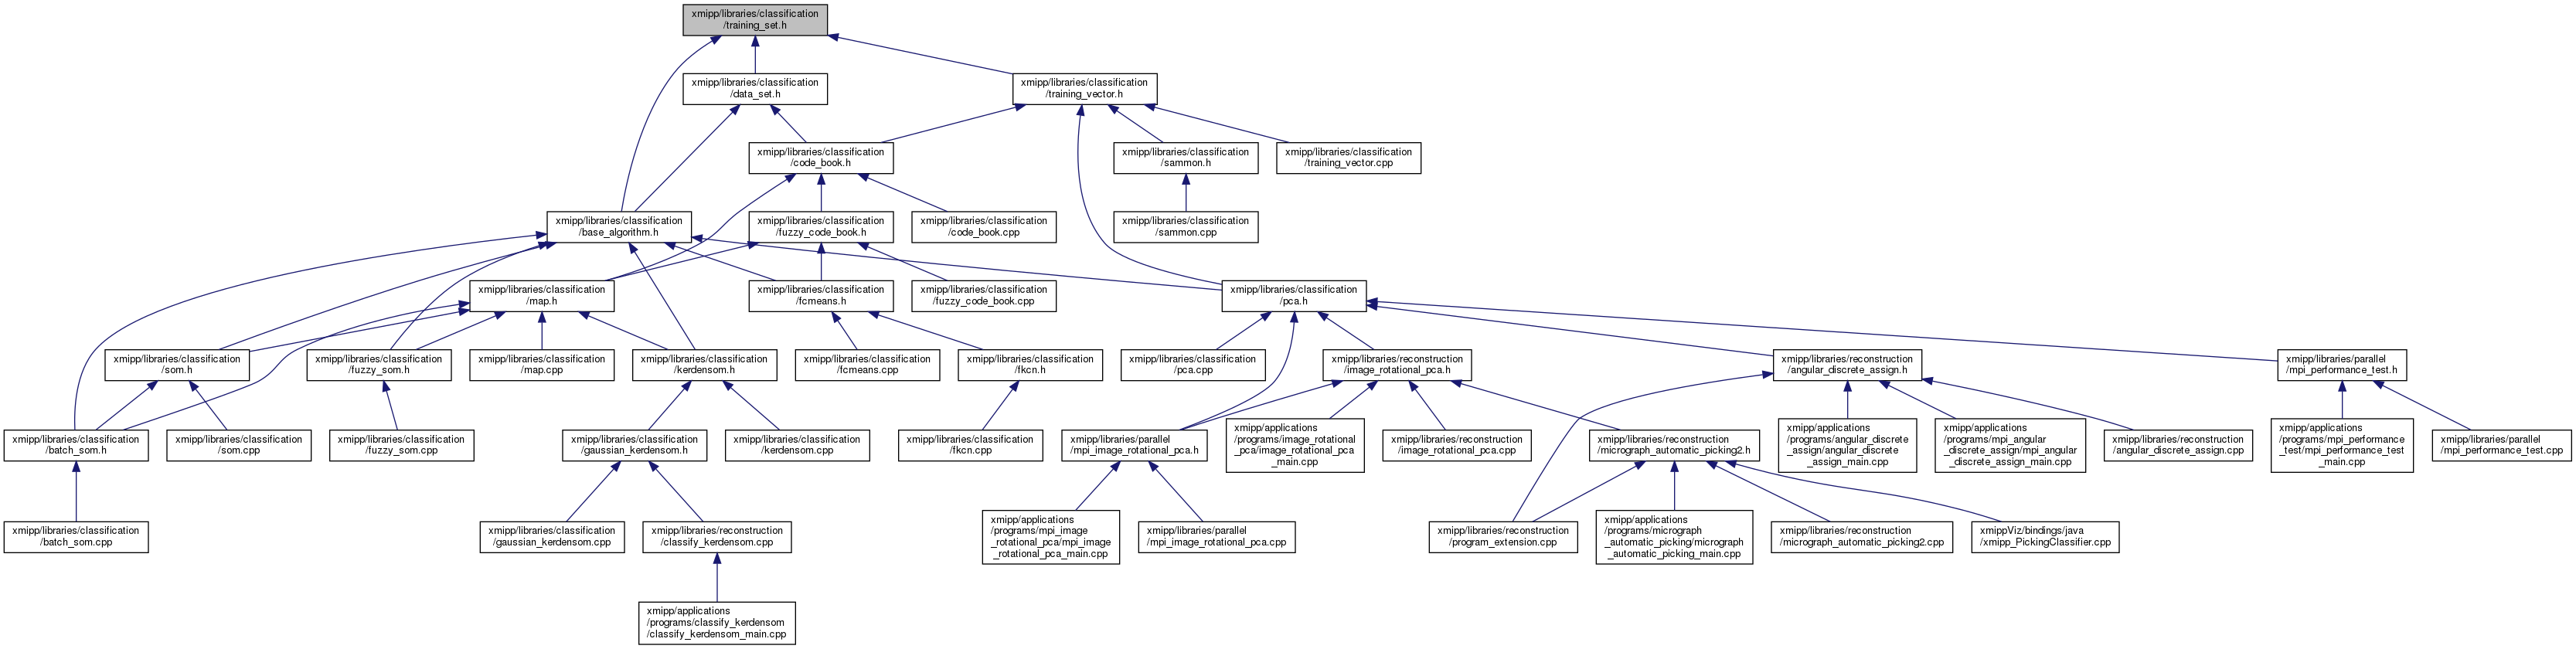 xmipp/libraries/classification
/training_set.h
xmipp/libraries/classification
/data_set.h
xmipp/libraries/classification
/training_vector.h
xmipp/libraries/classification
/code_book.h
xmipp/libraries/classification
/sammon.h
xmipp/libraries/classification
/training_vector.cpp
xmipp/libraries/classification
/base_algorithm.h
xmipp/libraries/classification
/fuzzy_code_book.h
xmipp/libraries/classification
/code_book.cpp
xmipp/libraries/classification
/sammon.cpp
xmipp/libraries/classification
/map.h
xmipp/libraries/classification
/fcmeans.h
xmipp/libraries/classification
/fuzzy_code_book.cpp
xmipp/libraries/classification
/pca.h
xmipp/libraries/classification
/som.h
xmipp/libraries/classification
/fuzzy_som.h
xmipp/libraries/classification
/map.cpp
xmipp/libraries/classification
/kerdensom.h
xmipp/libraries/classification
/fcmeans.cpp
xmipp/libraries/classification
/fkcn.h
xmipp/libraries/classification
/pca.cpp
xmipp/libraries/reconstruction
/image_rotational_pca.h
xmipp/libraries/reconstruction
/angular_discrete_assign.h
xmipp/libraries/parallel
/mpi_performance_test.h
xmipp/libraries/classification
/batch_som.h
xmipp/libraries/classification
/som.cpp
xmipp/libraries/classification
/fuzzy_som.cpp
xmipp/libraries/classification
/gaussian_kerdensom.h
xmipp/libraries/classification
/kerdensom.cpp
xmipp/libraries/classification
/fkcn.cpp
xmipp/libraries/parallel
/mpi_image_rotational_pca.h
xmipp/applications
/programs/image_rotational
_pca/image_rotational_pca
_main.cpp
xmipp/libraries/reconstruction
/image_rotational_pca.cpp
xmipp/libraries/reconstruction
/micrograph_automatic_picking2.h
xmipp/applications
/programs/angular_discrete
_assign/angular_discrete
_assign_main.cpp
xmipp/applications
/programs/mpi_angular
_discrete_assign/mpi_angular
_discrete_assign_main.cpp
xmipp/libraries/reconstruction
/angular_discrete_assign.cpp
xmipp/applications
/programs/mpi_performance
_test/mpi_performance_test
_main.cpp
xmipp/libraries/parallel
/mpi_performance_test.cpp
xmipp/libraries/classification
/batch_som.cpp
xmipp/libraries/classification
/gaussian_kerdensom.cpp
xmipp/libraries/reconstruction
/classify_kerdensom.cpp
xmipp/applications
/programs/mpi_image
_rotational_pca/mpi_image
_rotational_pca_main.cpp
xmipp/libraries/parallel
/mpi_image_rotational_pca.cpp
xmipp/libraries/reconstruction
/program_extension.cpp
xmipp/applications
/programs/micrograph
_automatic_picking/micrograph
_automatic_picking_main.cpp
xmipp/libraries/reconstruction
/micrograph_automatic_picking2.cpp
xmippViz/bindings/java
/xmipp_PickingClassifier.cpp
xmipp/applications
/programs/classify_kerdensom
/classify_kerdensom_main.cpp